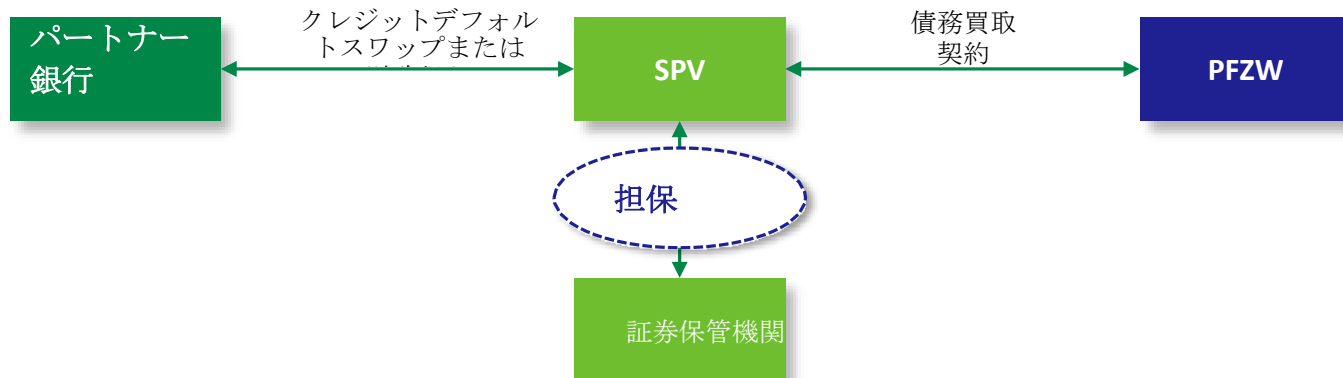 パートナー
銀行
クレジットデフォル
トスワップまたは
SPV
債務買取
契約
PFZW
担保
証券保管機関